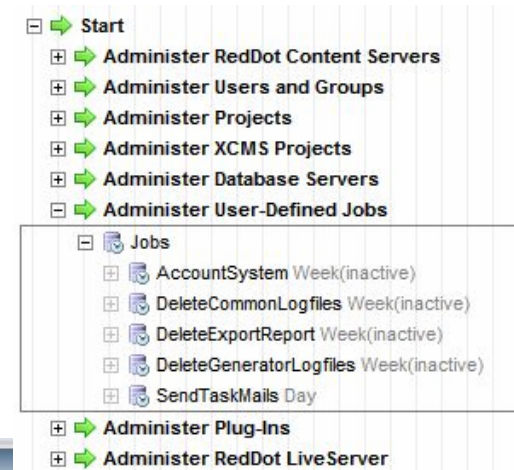 Start
Administer RedDot Content Servers
Administer Users and Groups
Administer Projects
Administer XCMS Projects
Administer Database Servers
Administer User-Defined Jobs
Jobs
AccountSystem Week(inactive)
DeleteCommonLogfiles Week(inactive)
DeleteExportReport Week(inactive)
DeleteGeneratorLogfiles Week(inactive)
SendTaskMails Day
Administer Plug-Ins
Administer RedDot LiveServer